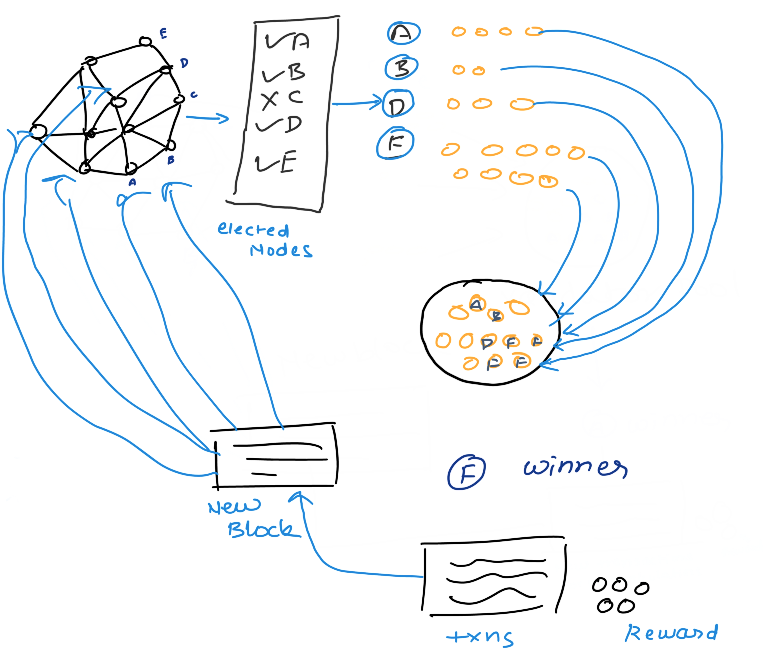 E
D
C
B
A
✓A
✓B
✗C
✓D
✓E
elected
Nodes
A
B
D
F
A
B
D F A
F F
F winner
New
Block
txns
Reward